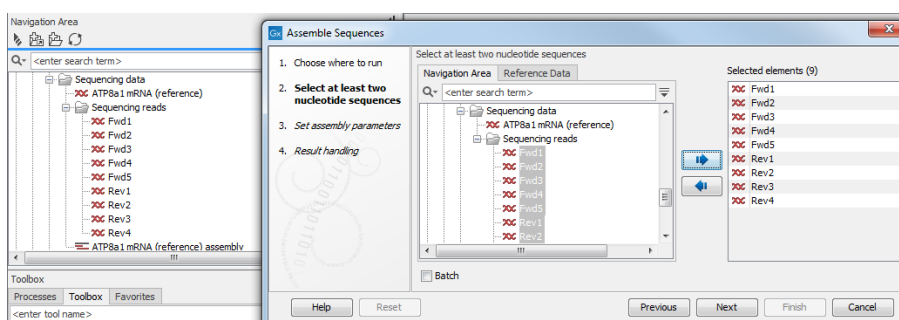 Navigation Area
<enter search term>
Sequencing data
ATP8a1 mRNA (reference)
Sequencing reads
Fwd1
Fwd2
Fwd3
Fwd4
Fwd5
Rev1
Rev2
Rev3
Rev4
ATP8a1 mRNA (reference) assembly
Toolbox
Processes Toolbox Favorites
<enter tool name>
Gx Assemble Sequences
1. Choose where to run
2. Select at least two
nucleotide sequences
3. Set assembly parameters
4. Result handling
Select at least two nucleotide sequences
Navigation Area Reference Data
<enter search term>
Sequencing data
ATP8a1 mRNA (reference)
Sequencing reads
Fwd1
Fwd2
Fwd3
Fwd4
Fwd5
Rev1
Rev2
Batch
Selected elements (9)
Fwd1
Fwd2
Fwd3
Fwd4
Fwd5
Rev1
Rev2
Rev3
Rev4
Help Reset Previous Next Finish Cancel